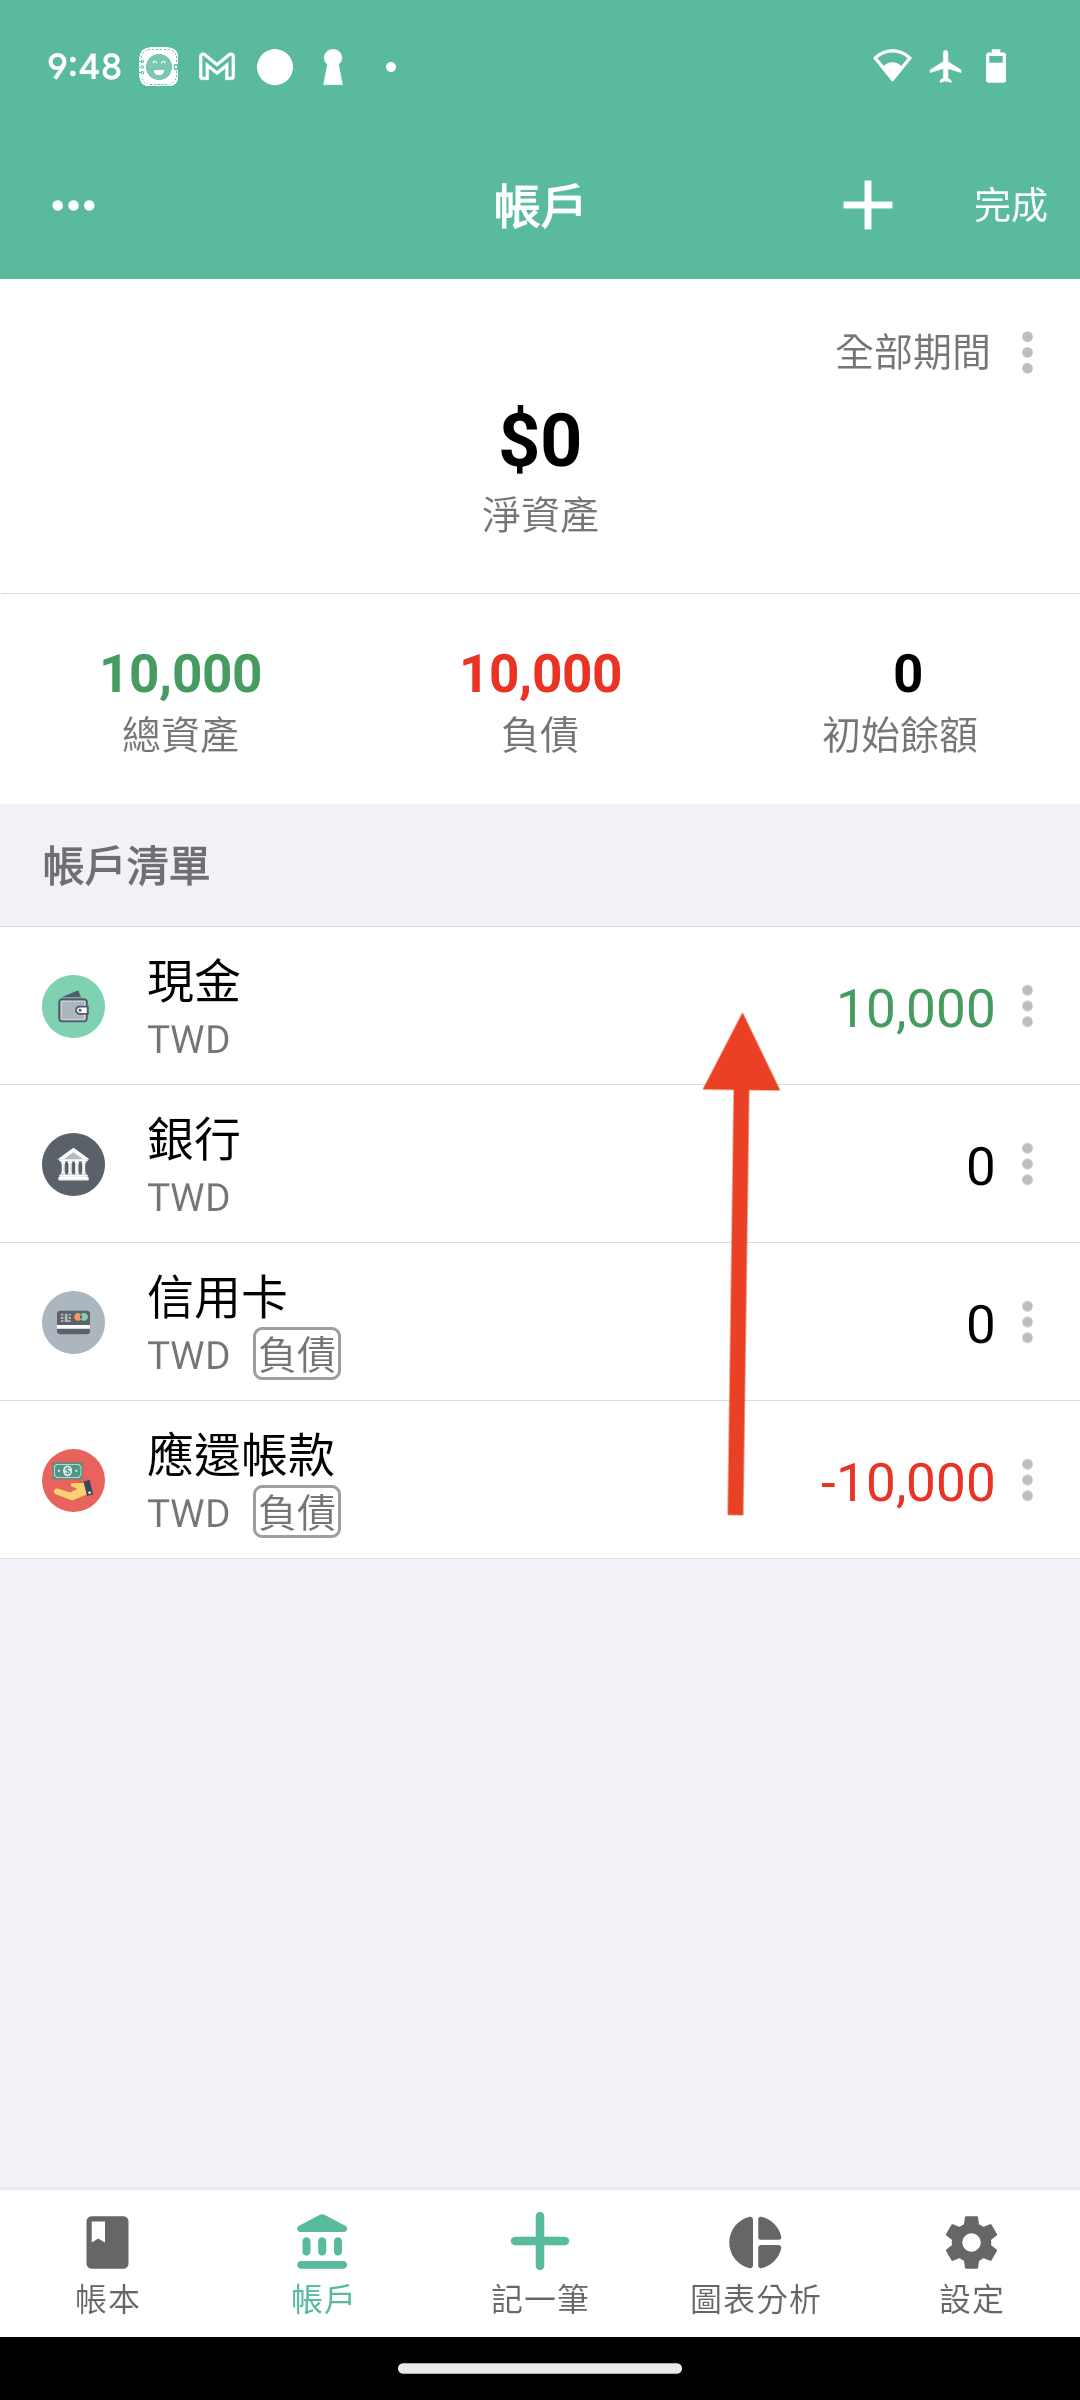 9:48
帳戶
完成
全部期間
$0
淨資產
10,000
10,000
0
總資產
負債
初始餘額
帳戶清單
現金
TWD
10,000
銀行
TWD
0
信用卡
TWD 負債
0
應還帳款
TWD 負債
-10,000
帳本
帳戶
記一筆
圖表分析
設定